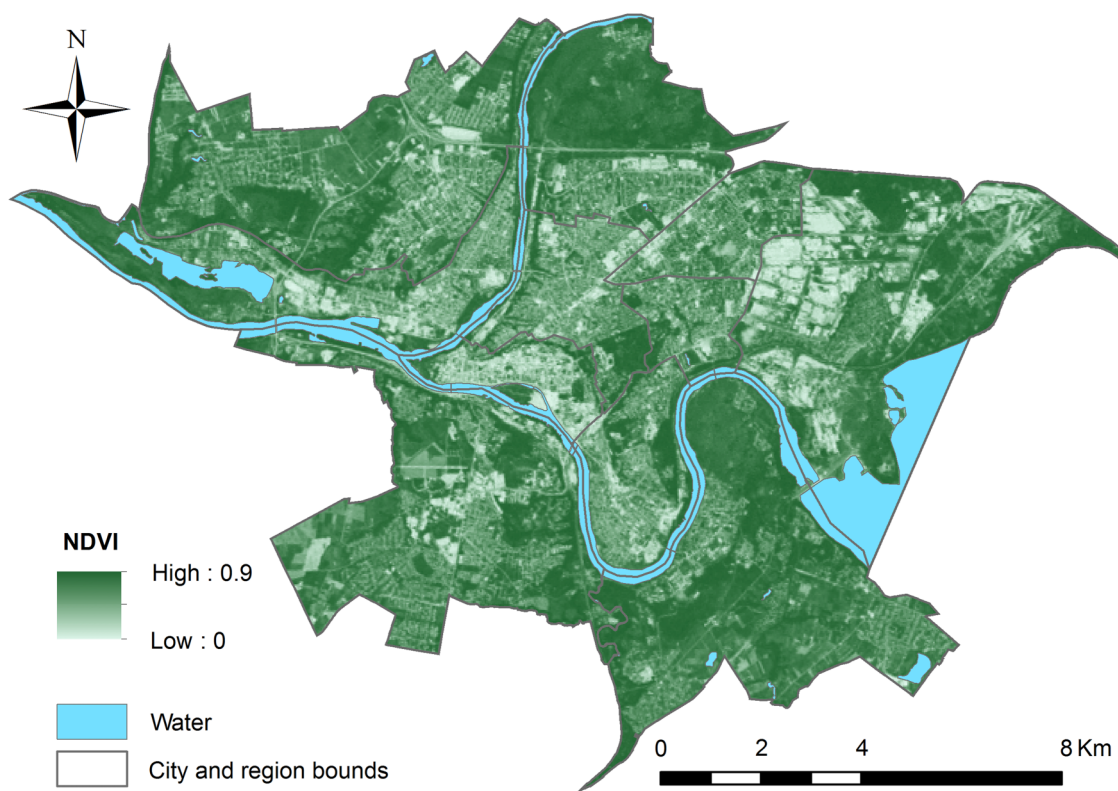 N
NDVI
High : 0.9
Low : 0
Water
City and region bounds
0 2 4 8 Km